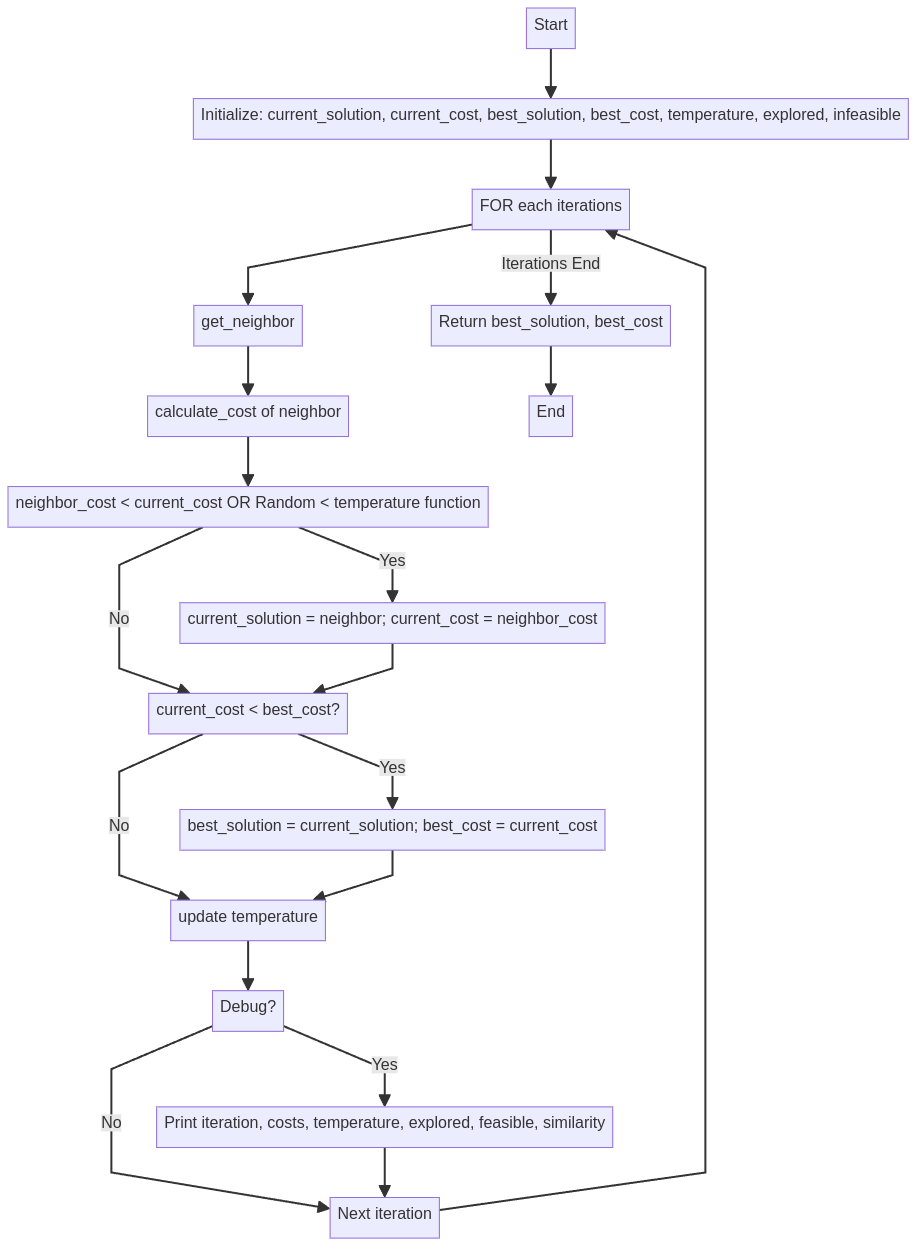 Start
Initialize: current_solution, current_cost, best_solution, best_cost, temperature, explored, infeasible
FOR each iterations
Iterations End
get_neighbor
Return best_solution, best_cost
calculate_cost of neighbor
End
neighbor_cost < current_cost OR Random < temperature function
Yes
No
current_solution = neighbor; current_cost = neighbor_cost
current_cost < best_cost?
Yes
No
best_solution = current_solution; best_cost = current_cost
update temperature
Debug?
Yes
No
Print iteration, costs, temperature, explored, feasible, similarity
Next iteration